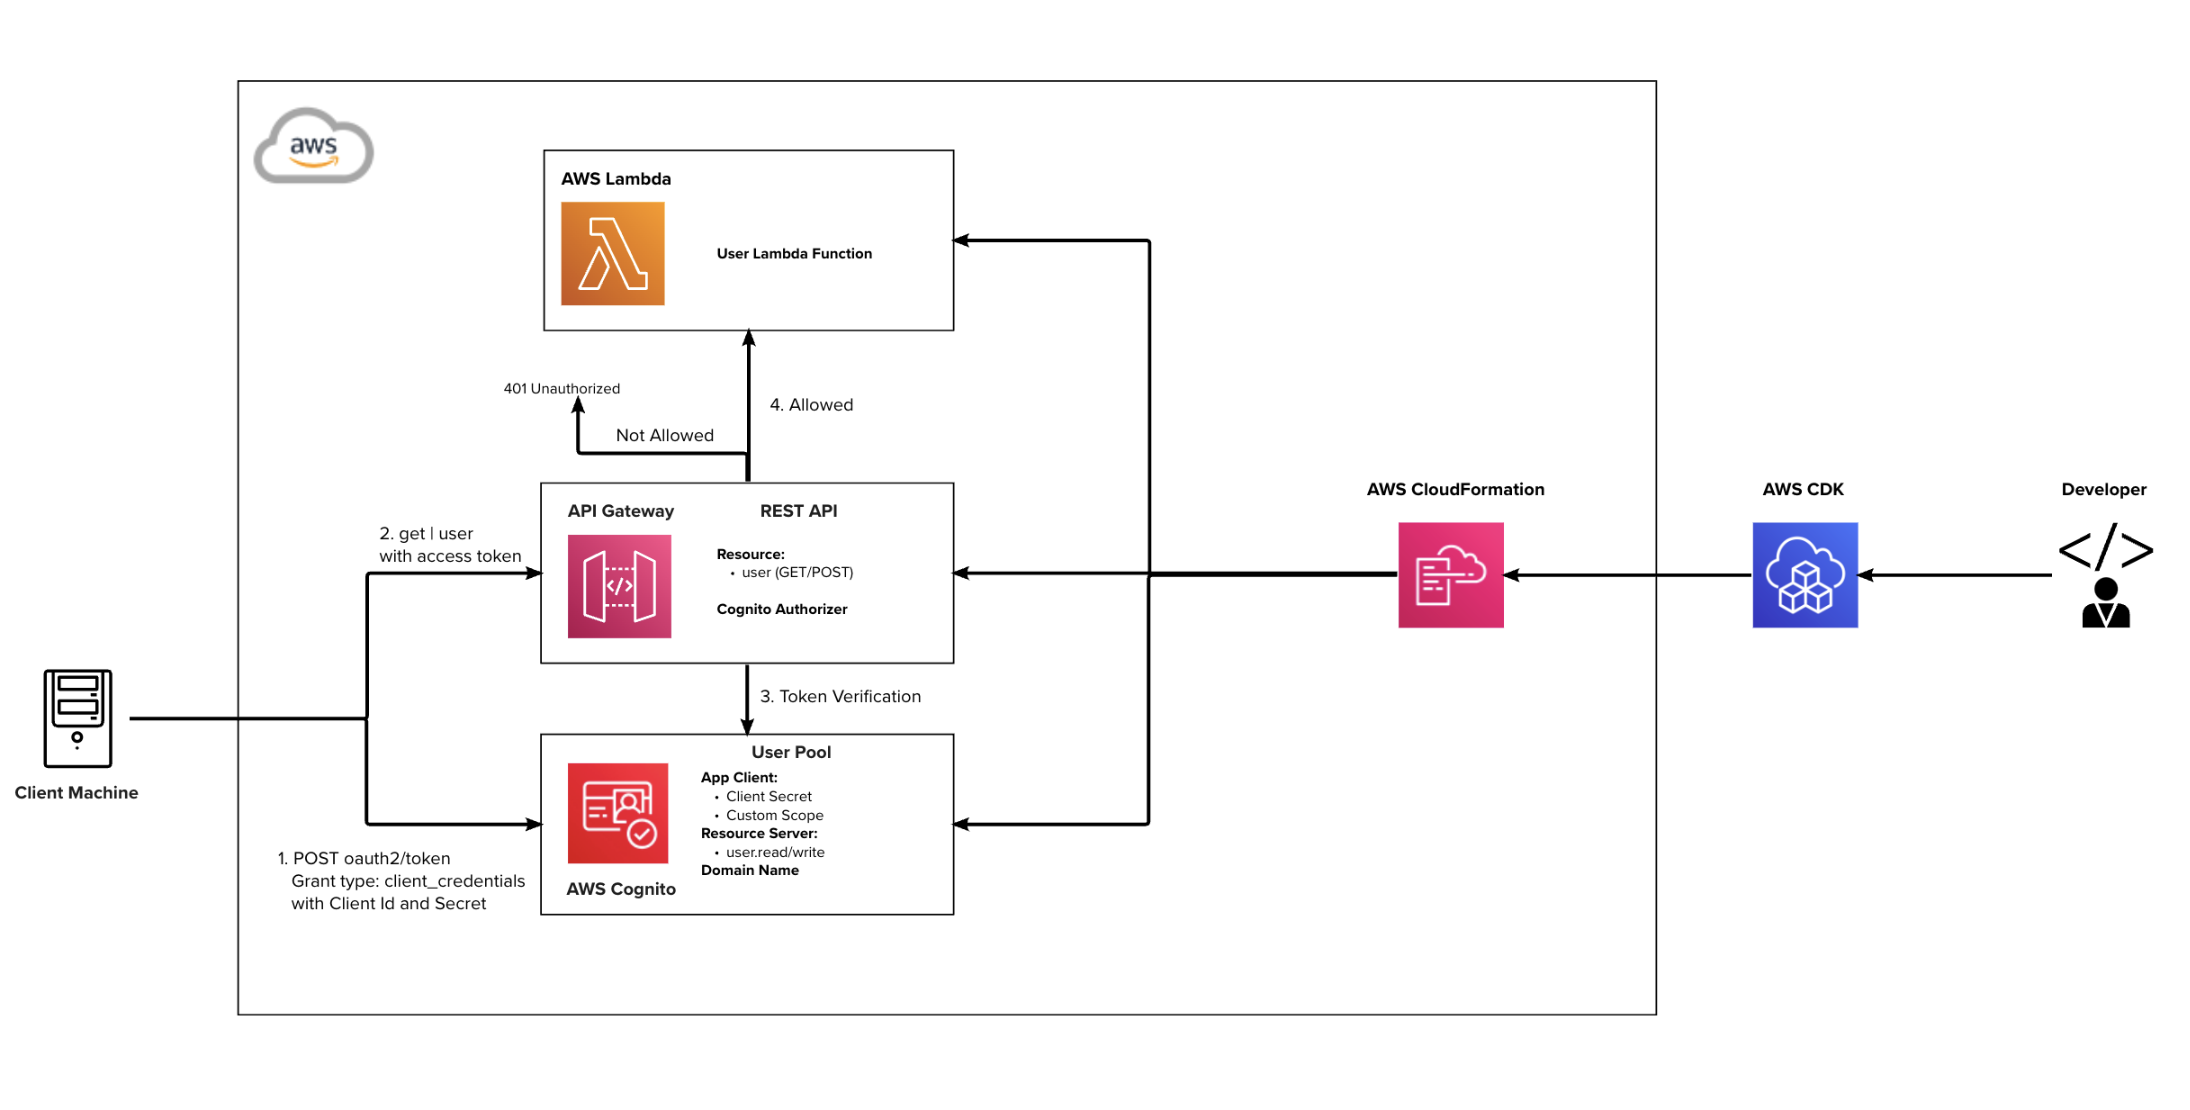 aws
AWS Lambda
User Lambda Function
401 Unauthorized
Not Allowed
4. Allowed
API Gateway
REST API
Resource:
• user (GET/POST)
Cognito Authorizer
</>
2. get | user
with access token
3. Token Verification
User Pool
App Client:
• Client Secret
• Custom Scope
Resource Server:
• user.read/write
Domain Name
AWS Cognito
Client Machine
1. POST oauth2/token
Grant type: client_credentials
with Client Id and Secret
AWS CloudFormation
AWS CDK
Developer
</>